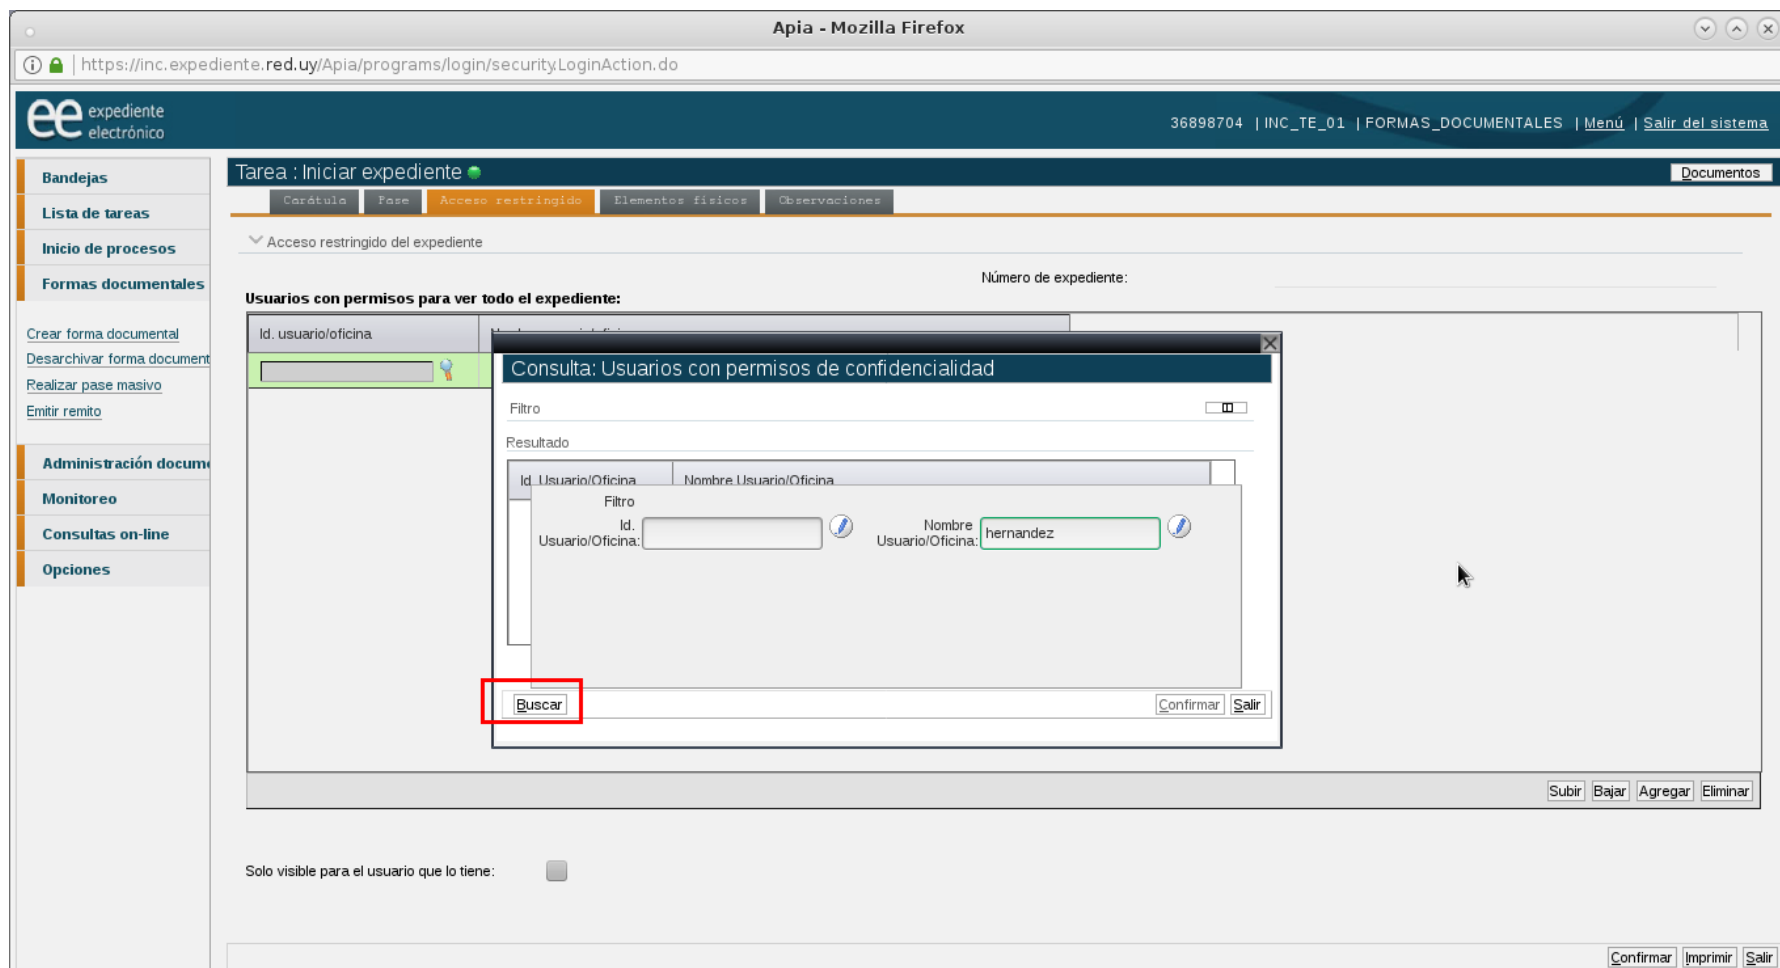 Apia - Mozilla Firefox
https://inc.expediente.red.uy/Apia/programs/login/security.LoginAction.do
ee expediente
electrónico
36898704 | INC_TE_01 | FORMAS_DOCUMENTALES | Menú | Salir del sistema
Bandejas
Lista de tareas
Inicio de procesos
Formas documentales
Crear forma documental
Desarchivar forma document
Realizar pase masivo
Emitir remito
Administración docum
Monitoreo
Consultas on-line
Opciones
Tarea : Iniciar expediente
Documentos
Carátula Pase Acceso restringido Elementos físicos Observaciones
Acceso restringido del expediente
Número de expediente:
Usuarios con permisos para ver todo el expediente:
Id. usuario/oficina
Consulta: Usuarios con permisos de confidencialidad
Filtro
Resultado
Id. Usuario/Oficina Nombre Usuario/Oficina
Filtro
Id. Usuario/Oficina:
Nombre Usuario/Oficina: hernandez
Buscar Confirmar Salir
Subir Bajar Agregar Eliminar
Solo visible para el usuario que lo tiene:
Confirmar Imprimir Salir